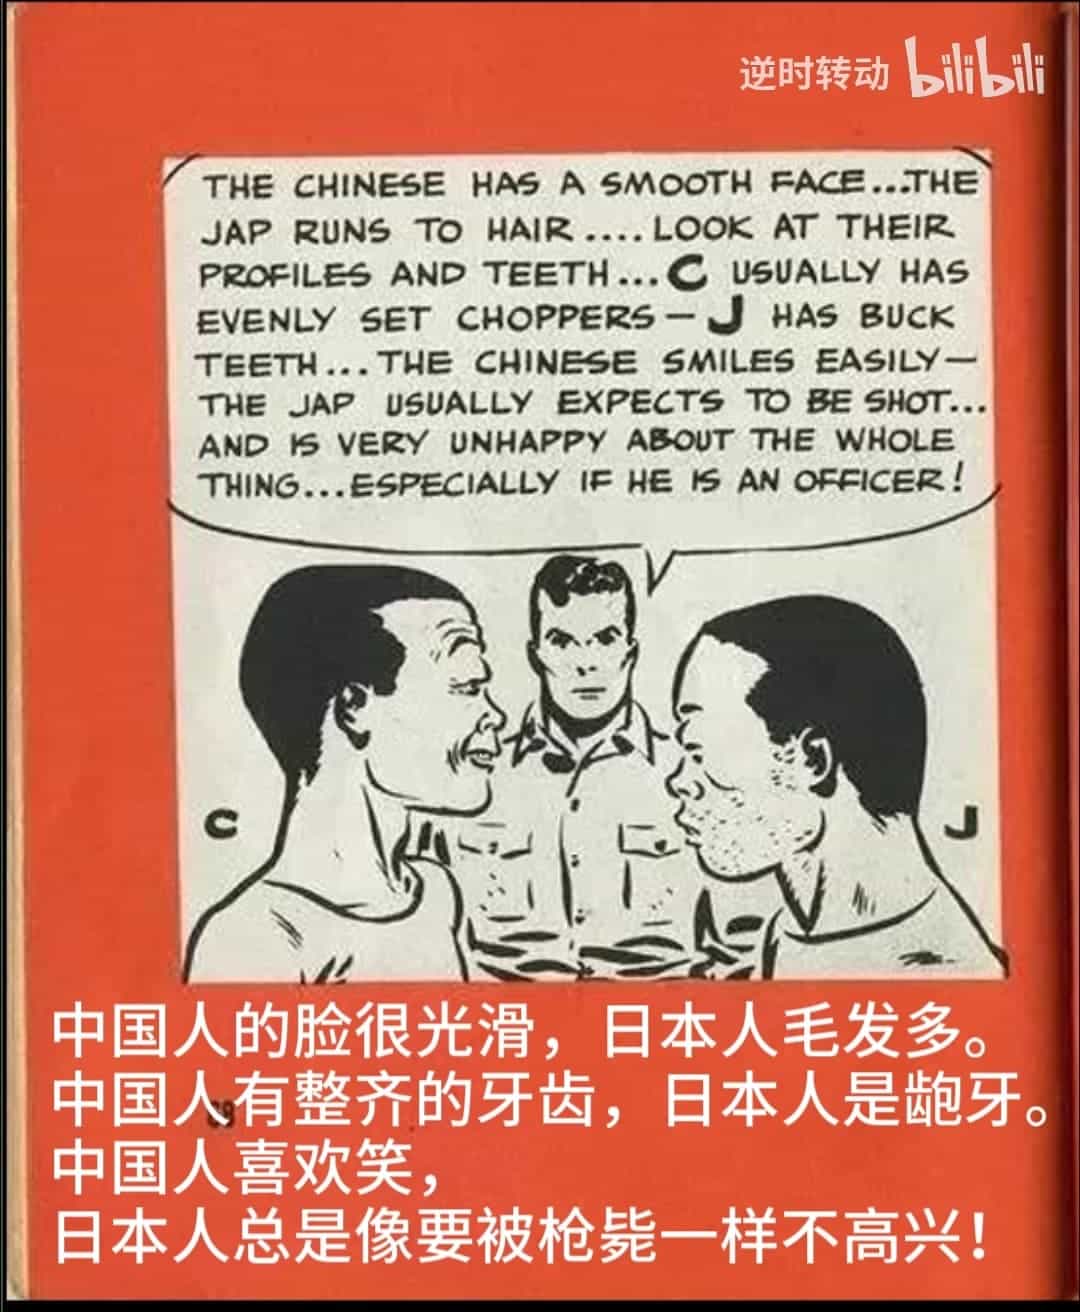 逆时转动 bilibili
THE CHINESE HAS A SMOOTH FACE...THE
JAP RUNS TO HAIR....LOOK AT THEIR
PROFILES AND TEETH...C USUALLY HAS
EVENLY SET CHOPPERS—J HAS BUCK
TEETH...THE CHINESE SMILES EASILY—
THE JAP USUALLY EXPECTS TO BE SHOT...
AND IS VERY UNHAPPY ABOUT THE WHOLE
THING...ESPECIALLY IF HE IS AN OFFICER!
C
J
中国人的脸很光滑，日本人毛发多。
中国人有整齐的牙齿，日本人是龅牙。
中国人喜欢笑，
日本人总是像要被枪毙一样不高兴！